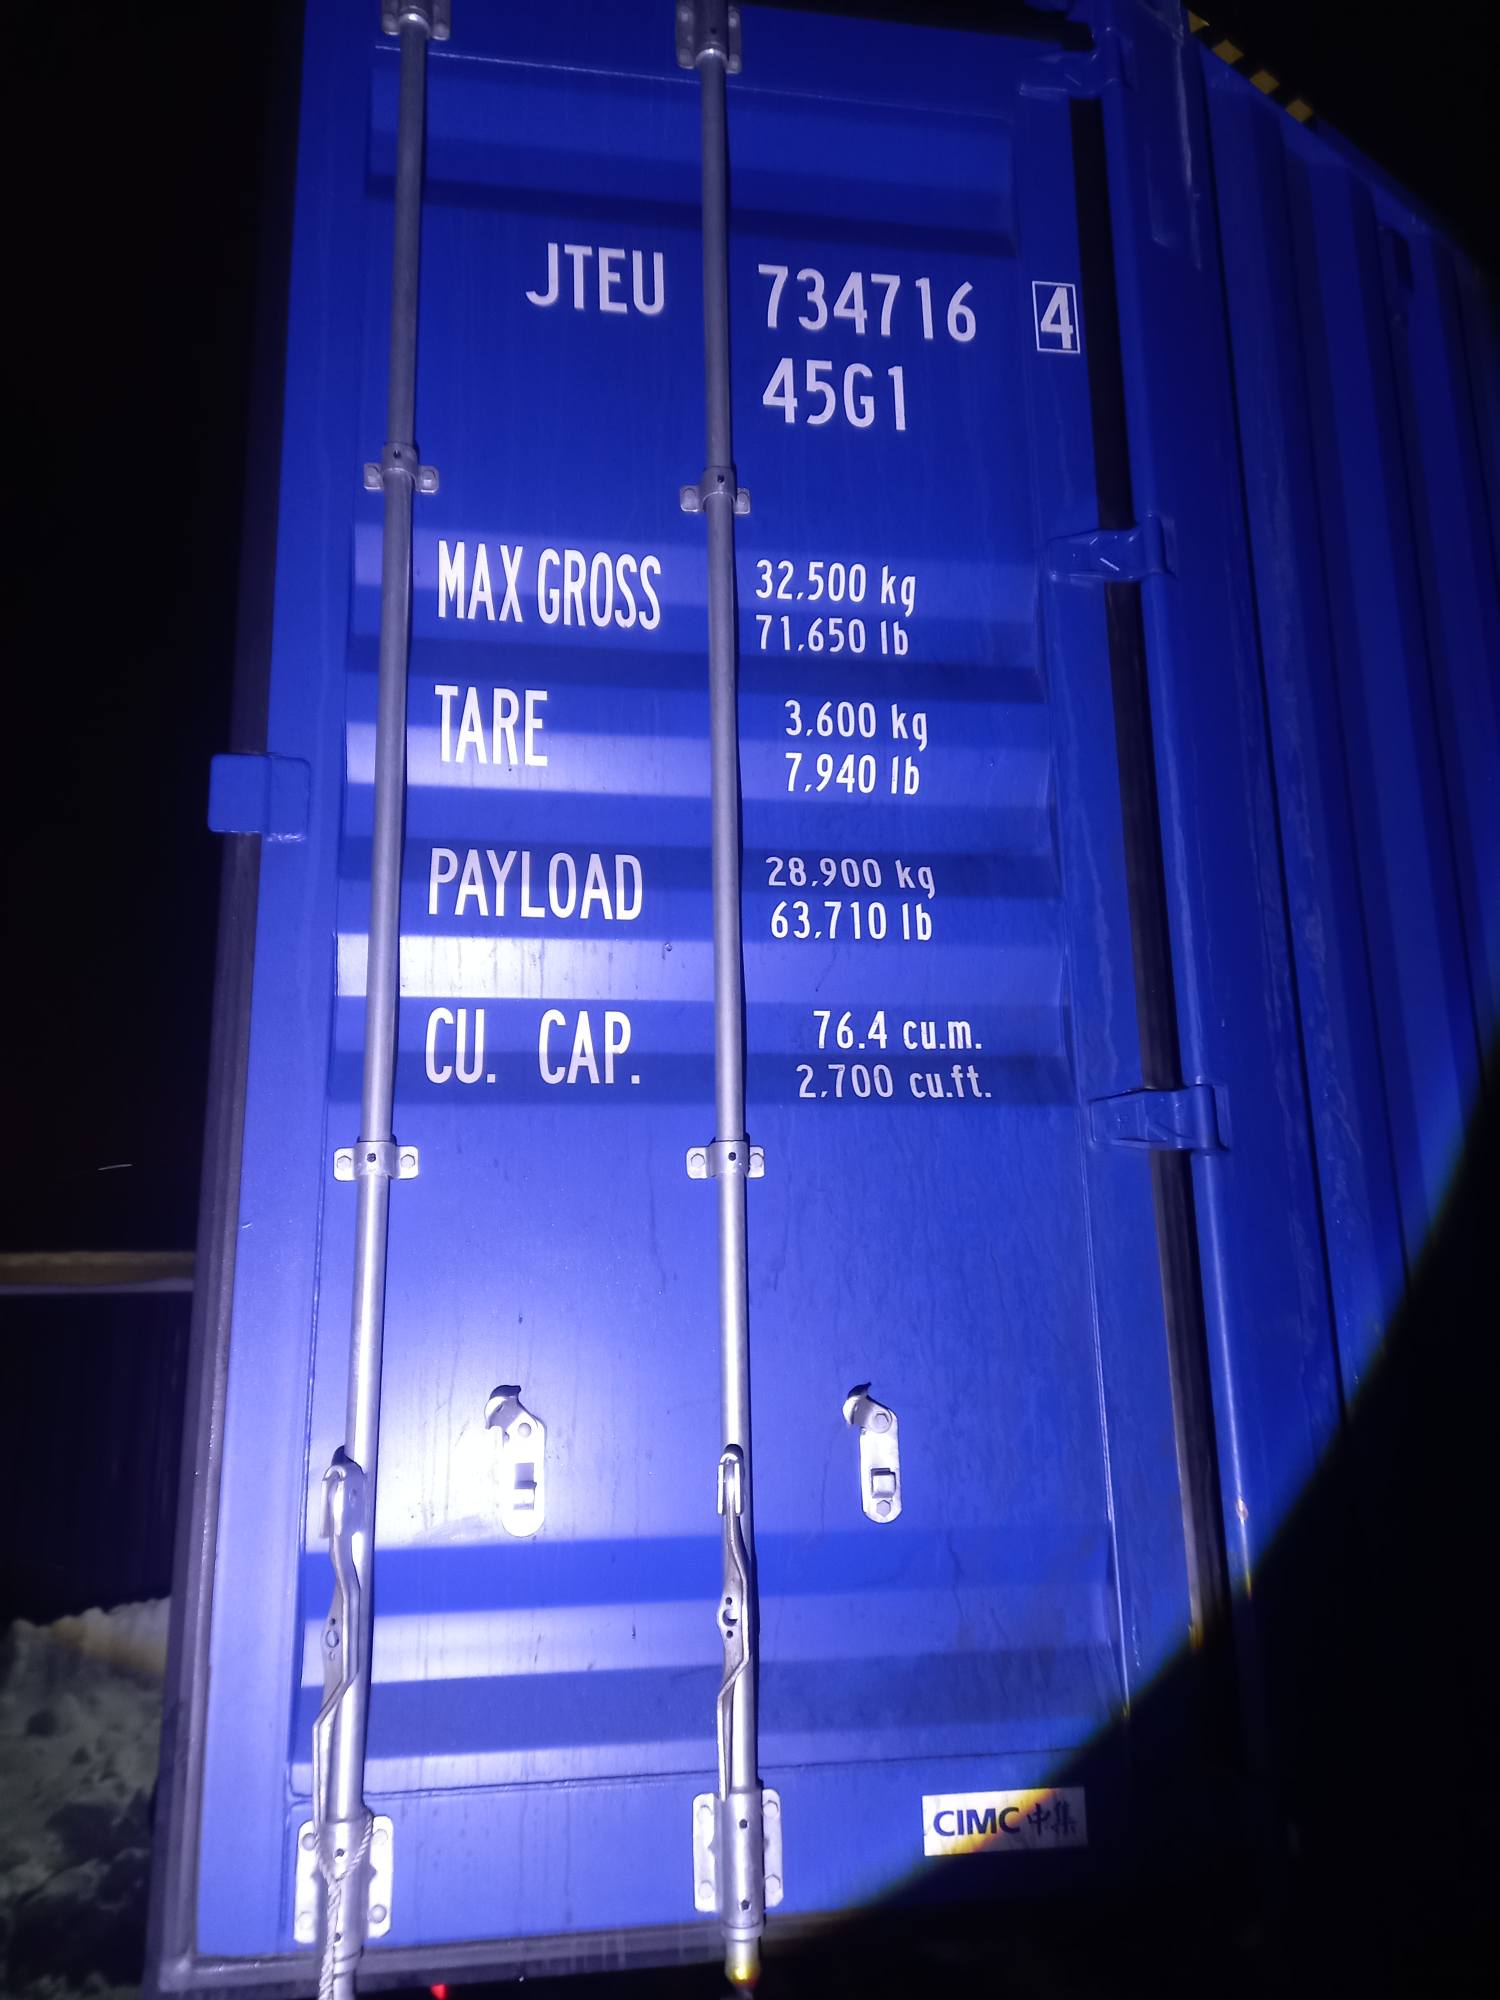 JTEU 734716 4
45G1
MAX GROSS 32,500 kg
71,650 lb
TARE 3,600 kg
7,940 lb
PAYLOAD 28,900 kg
63,710 lb
CU. CAP. 76.4 cu.m.
2,700 cu.ft.
CIMC 中集